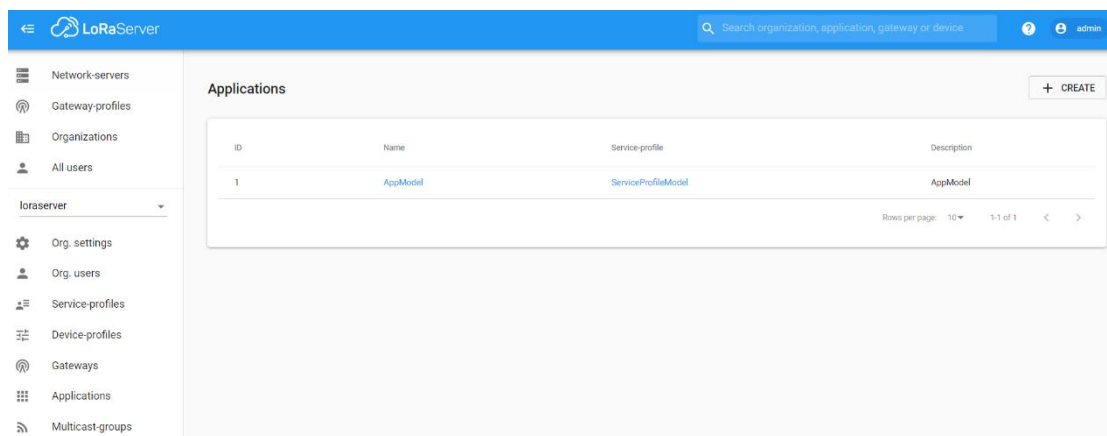 LoRaServer
Search organization, application, gateway or device
? admin
Network-servers
Gateway-profiles
Organizations
All users
loraserver
Org. settings
Org. users
Service-profiles
Device-profiles
Gateways
Applications
Multicast-groups
Applications
+ CREATE
ID Name Service-profile Description
1 AppModel ServiceProfileModel AppModel
Rows per page: 10 1-1 of 1 < >